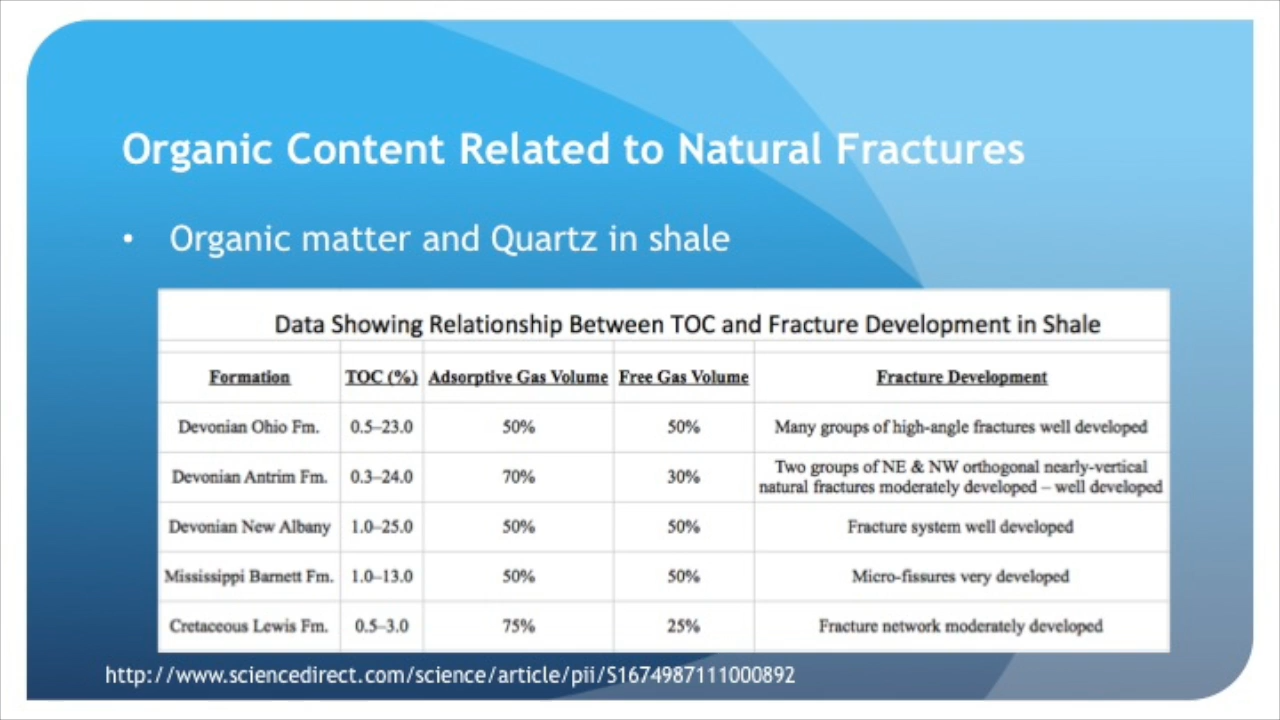 Organic Content Related to Natural Fractures
• Organic matter and Quartz in shale
Data Showing Relationship Between TOC and Fracture Development in Shale
Formation TOC (%) Adsorptive Gas Volume Free Gas Volume Fracture Development
Devonian Ohio Fm. 0.5–23.0 50% 50% Many groups of high-angle fractures well developed
Devonian Antrim Fm. 0.3–24.0 70% 30% Two groups of NE & NW orthogonal nearly-vertical
natural fractures moderately developed – well developed
Devonian New Albany 1.0–25.0 50% 50% Fracture system well developed
Mississippi Barnett Fm. 1.0–13.0 50% 50% Micro-fissures very developed
Cretaceous Lewis Fm. 0.5–3.0 75% 25% Fracture network moderately developed
http://www.sciencedirect.com/science/article/pii/S1674987111000892